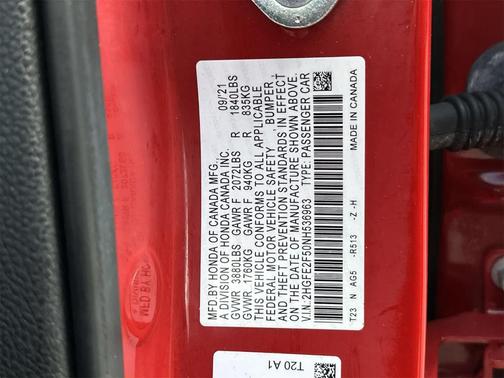 MFD.BY HONDA OF CANADA MFG. 09/21
A DIVISION OF HONDA CANADA INC.
GVWR 3880LBS GAWR F 2072LBS R 1840LBS
GVWR 1760KG GAWR F 940KG R 835KG
THIS VEHICLE CONFORMS TO ALL APPLICABLE
FEDERAL MOTOR VEHICLE SAFETY , BUMPER ,
AND THEFT PREVENTION STANDARDS IN EFFECT
ON THE DATE OF MANUFACTURE SHOWN ABOVE.
V.I.N: 2HGFE2F50NH536963 TYPE: PASSENGER CAR
T23 N AG5 -R513 -Z -H MADE IN CANADA
T20 A1